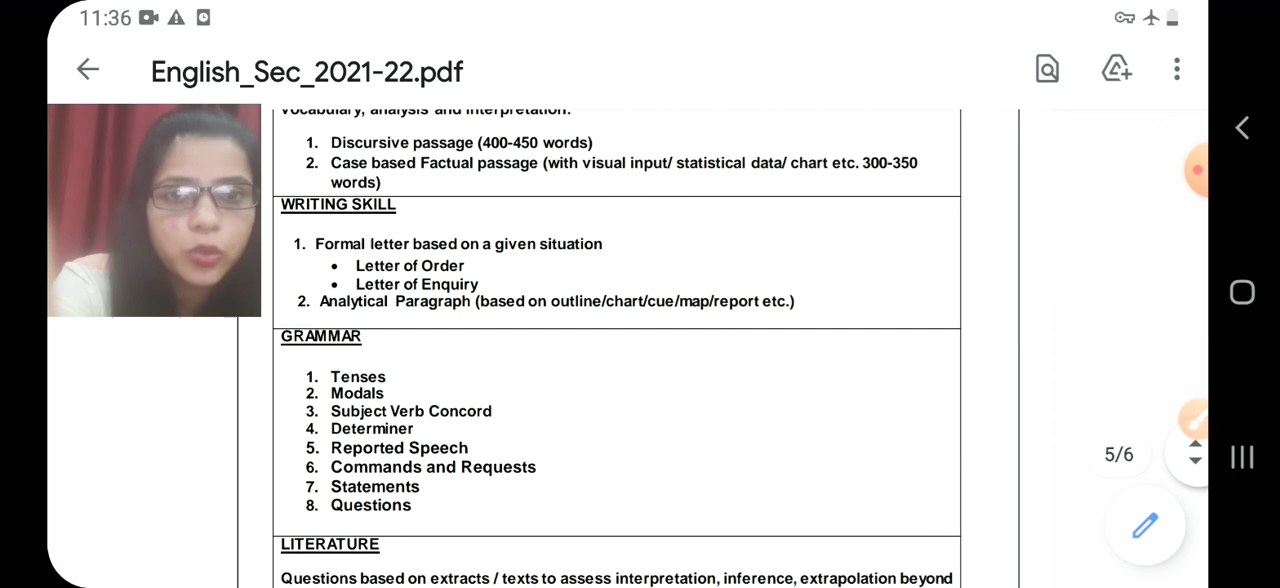 11:36
English_Sec_2021-22.pdf
vocabulary, analysis and interpretation.
1. Discursive passage (400-450 words)
2. Case based Factual passage (with visual input/ statistical data/ chart etc. 300-350
words)
WRITING SKILL
1. Formal letter based on a given situation
• Letter of Order
• Letter of Enquiry
2. Analytical Paragraph (based on outline/chart/cue/map/report etc.)
GRAMMAR
1. Tenses
2. Modals
3. Subject Verb Concord
4. Determiner
5. Reported Speech
6. Commands and Requests
7. Statements
8. Questions
5/6
LITERATURE
Questions based on extracts / texts to assess interpretation, inference, extrapolation beyond